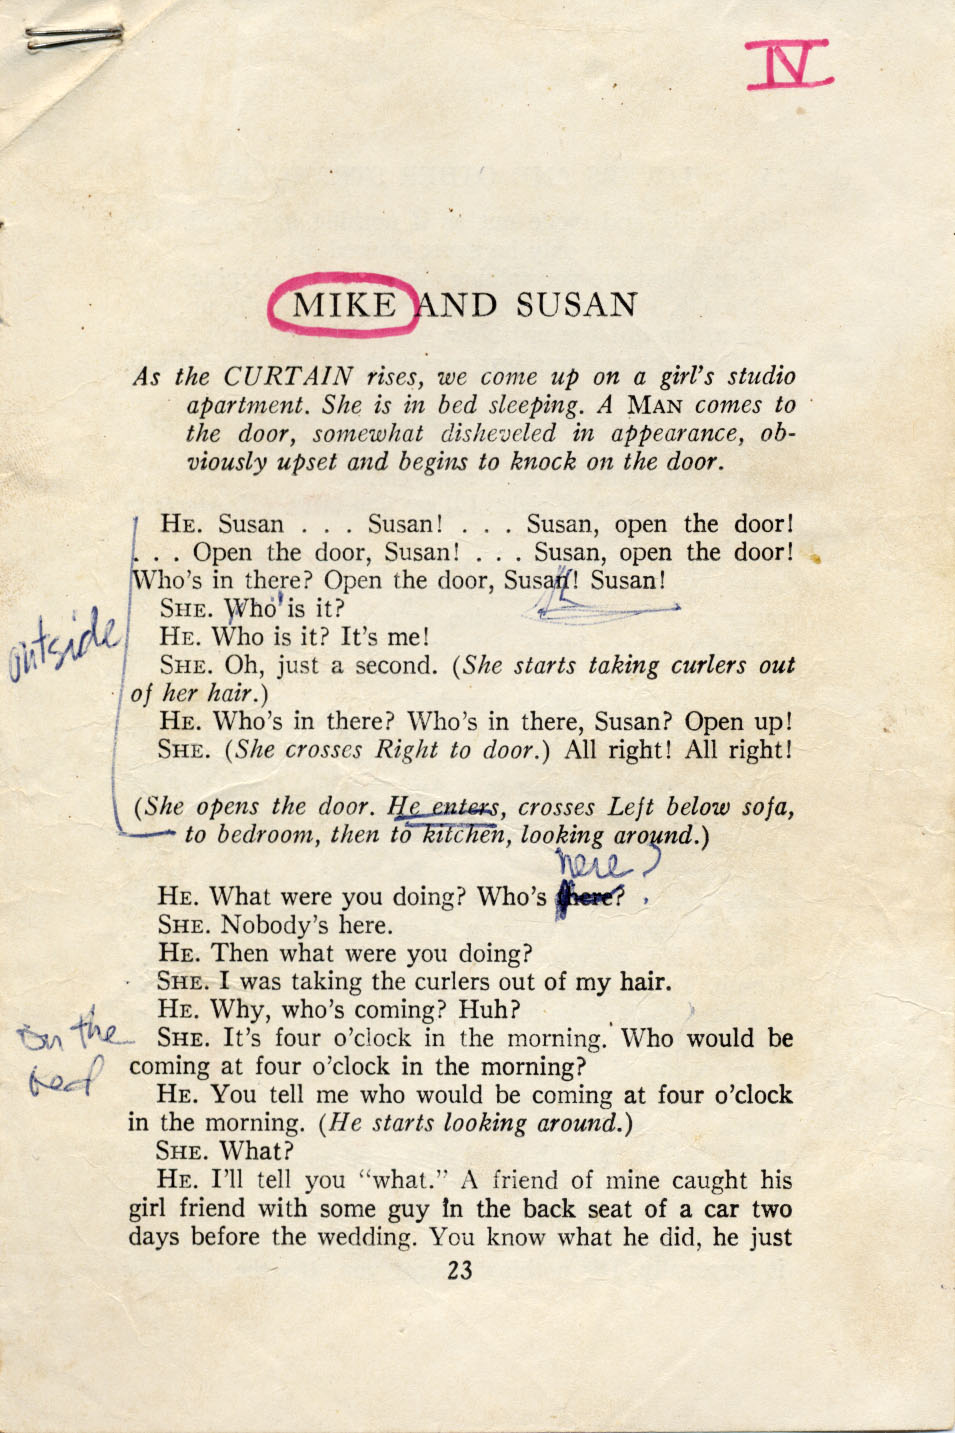 IV
MIKE AND SUSAN
As the CURTAIN rises, we come up on a girl's studio
apartment. She is in bed sleeping. A MAN comes to
the door, somewhat disheveled in appearance, ob-
viously upset and begins to knock on the door.
HE. Susan . . . Susan! . . . Susan, open the door!
. . . Open the door, Susan! . . . Susan, open the door!
Who's in there? Open the door, Susan! Susan!
SHE. Who is it?
HE. Who is it? It's me!
outside
SHE. Oh, just a second. (She starts taking curlers out
of her hair.)
HE. Who's in there? Who's in there, Susan? Open up!
SHE. (She crosses Right to door.) All right! All right!
(She opens the door. He enters, crosses Left below sofa,
to bedroom, then to kitchen, looking around.)
here?
HE. What were you doing? Who's there?
SHE. Nobody's here.
HE. Then what were you doing?
SHE. I was taking the curlers out of my hair.
HE. Why, who's coming? Huh?
on the
bed
SHE. It's four o'clock in the morning. Who would be
coming at four o'clock in the morning?
HE. You tell me who would be coming at four o'clock
in the morning. (He starts looking around.)
SHE. What?
HE. I'll tell you "what." A friend of mine caught his
girl friend with some guy in the back seat of a car two
days before the wedding. You know what he did, he just
23